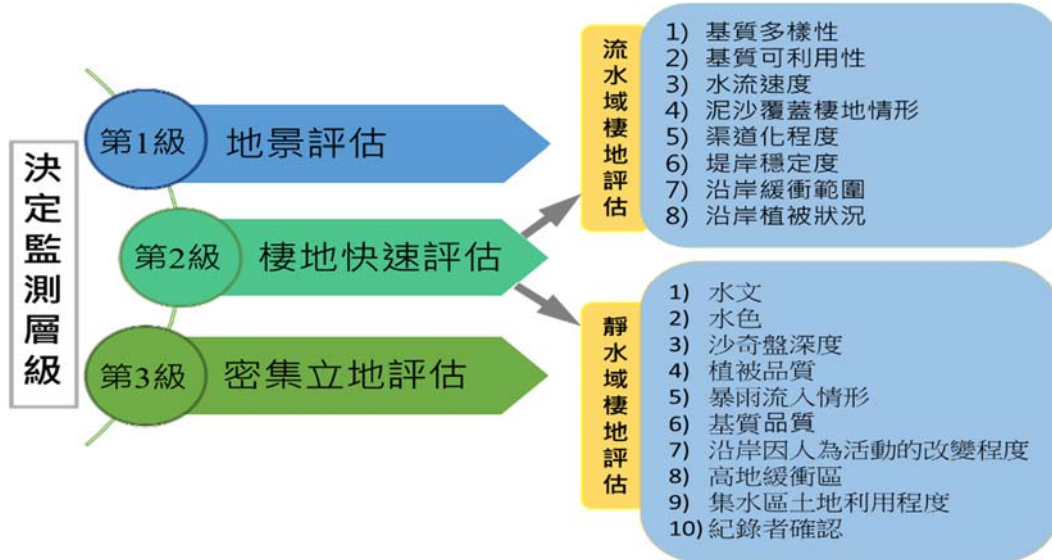 決定監測層級
第1級
地景評估
第2級
棲地快速評估
第3級
密集立地評估
流水域棲地評估
1) 基質多樣性
2) 基質可利用性
3) 水流速度
4) 泥沙覆蓋棲地情形
5) 渠道化程度
6) 堤岸穩定度
7) 沿岸緩衝範圍
8) 沿岸植被狀況
靜水域棲地評估
1) 水文
2) 水色
3) 沙奇盤深度
4) 植被品質
5) 暴雨流入情形
6) 基質品質
7) 沿岸因人為活動的改變程度
8) 高地緩衝區
9) 集水區土地利用程度
10) 紀錄者確認